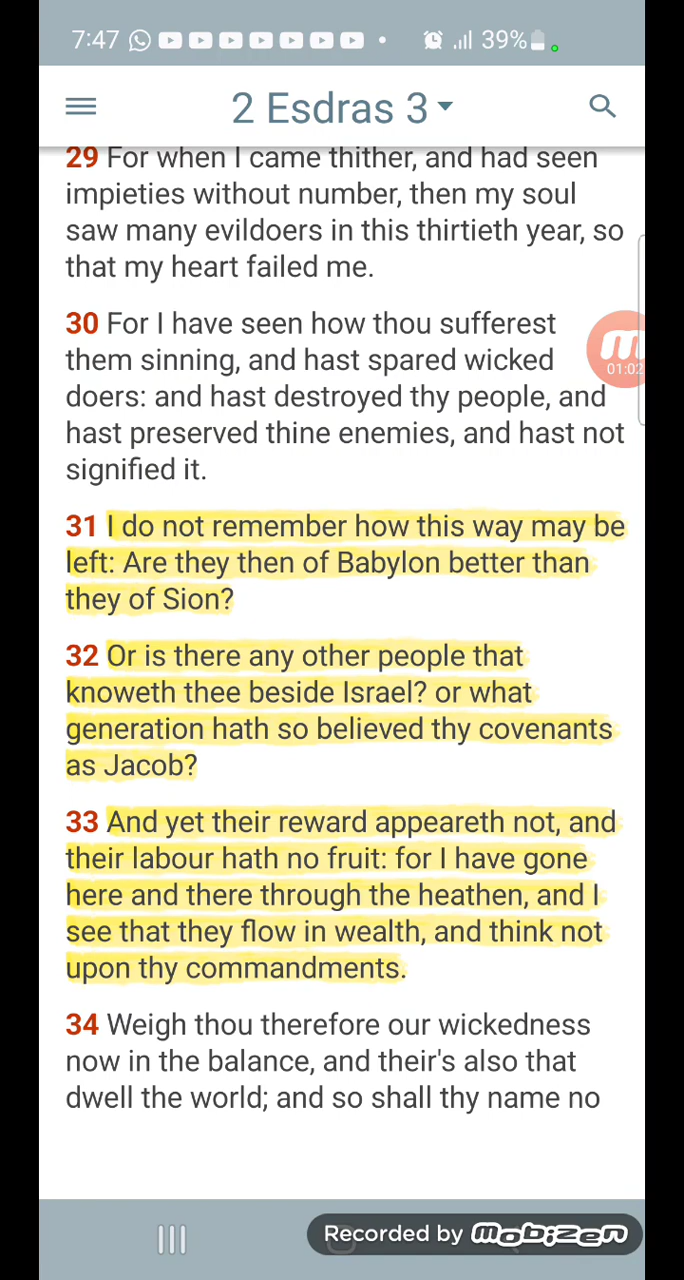 7:47 39%
2 Esdras 3
29 For when I came thither, and had seen
impieties without number, then my soul
saw many evildoers in this thirtieth year, so
that my heart failed me.
30 For I have seen how thou sufferest
them sinning, and hast spared wicked
doers: and hast destroyed thy people, and
hast preserved thine enemies, and hast not
signified it.
01:02
31 I do not remember how this way may be
left: Are they then of Babylon better than
they of Sion?
32 Or is there any other people that
knoweth thee beside Israel? or what
generation hath so believed thy covenants
as Jacob?
33 And yet their reward appeareth not, and
their labour hath no fruit: for I have gone
here and there through the heathen, and I
see that they flow in wealth, and think not
upon thy commandments.
34 Weigh thou therefore our wickedness
now in the balance, and their's also that
dwell the world; and so shall thy name no
Recorded by mobizen